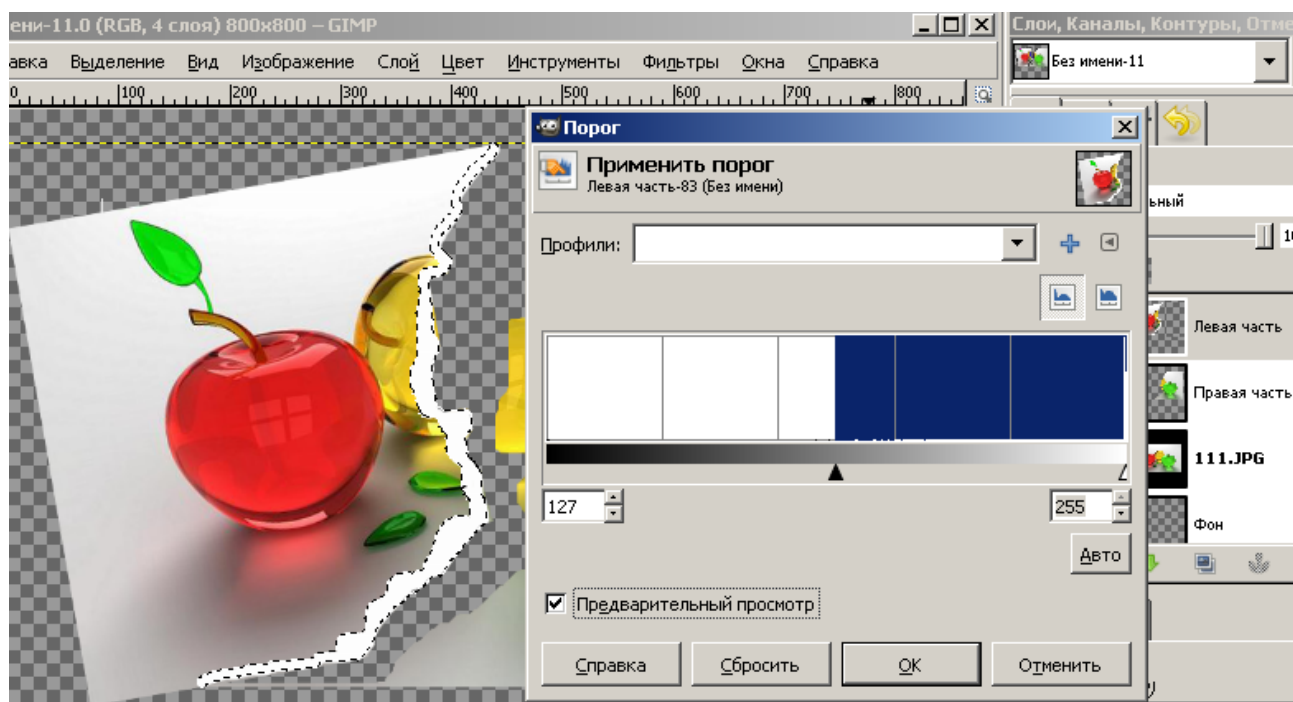 ени-11.0 (RGB, 4 слоя) 800x800 – GIMP
Слои, Каналы, Контуры, Отме
Без имени-11
авка Выделение Вид Изображение Слой Цвет Инструменты Фильтры Окна Справка
0 100 200 300 400 500 600 700 800
Порог
Применить порог
Левая часть-83 (Без имени)
ьный
Профили:
10
Левая часть
Правая часть
111.JPG
127
255
Фон
Авто
Предварительный просмотр
Справка Сбросить OK Отменить